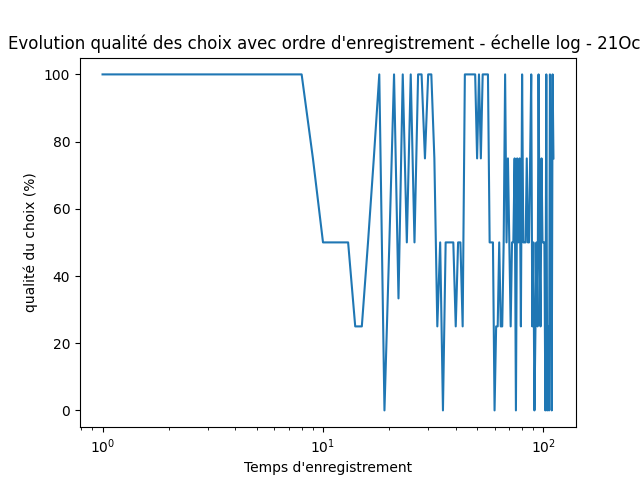 Evolution qualité des choix avec ordre d'enregistrement - échelle log - 21Oc
100
80
60
40
20
0
qualité du choix (%)
10⁰ 10¹ 10²
Temps d'enregistrement